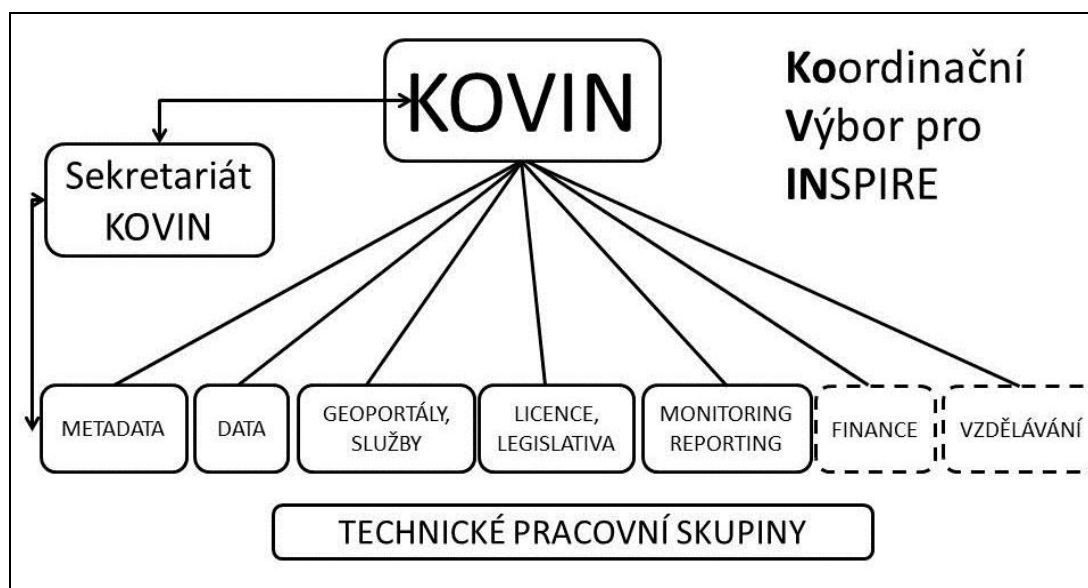 KOVIN
Koordinační
Výbor pro
INSPIRE
Sekretariát
KOVIN
METADATA
DATA
GEOPORTÁLY,
SLUŽBY
LICENCE,
LEGISLATIVA
MONITORING
REPORTING
FINANCE
VZDĚLÁVÁNÍ
TECHNICKÉ PRACOVNÍ SKUPINY